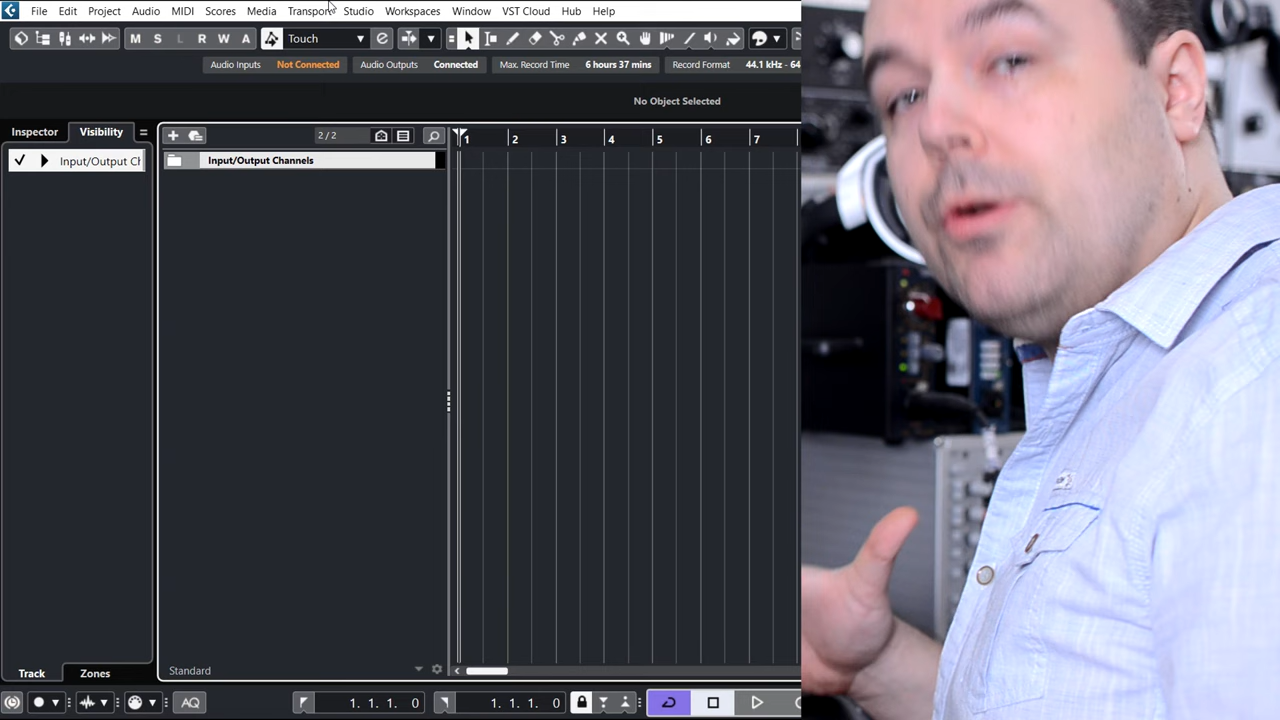 File Edit Project Audio MIDI Scores Media Transport Studio Workspaces Window VST Cloud Hub Help
M S L R W A Touch
Audio Inputs Not Connected Audio Outputs Connected Max. Record Time 6 hours 37 mins Record Format 44.1 kHz - 64
No Object Selected
Inspector Visibility 2/2 1 2 3 4 5 6 7
Input/Output Ch Input/Output Channels
Standard
Track Zones
AQ 1. 1. 1. 0 1. 1. 1. 0